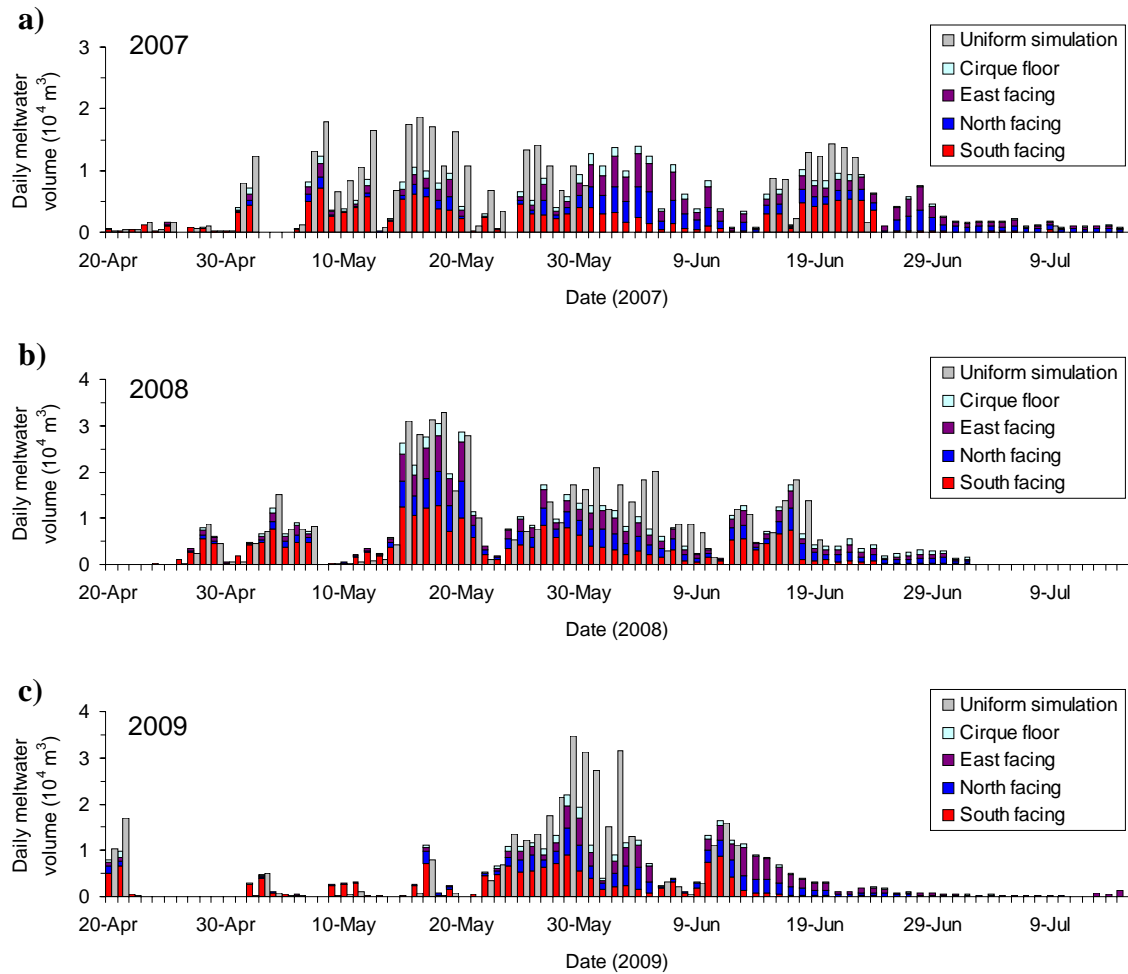 a)
2007
Daily meltwater
volume (10⁴ m³)
3
2
1
0
Uniform simulation
Cirque floor
East facing
North facing
South facing
20-Apr 30-Apr 10-May 20-May 30-May 9-Jun 19-Jun 29-Jun 9-Jul
Date (2007)
b)
2008
Daily meltwater
volume (10⁴ m³)
4
3
2
1
0
Uniform simulation
Cirque floor
East facing
North facing
South facing
20-Apr 30-Apr 10-May 20-May 30-May 9-Jun 19-Jun 29-Jun 9-Jul
Date (2008)
c)
2009
Daily meltwater
volume (10⁴ m³)
4
3
2
1
0
Uniform simulation
Cirque floor
East facing
North facing
South facing
20-Apr 30-Apr 10-May 20-May 30-May 9-Jun 19-Jun 29-Jun 9-Jul
Date (2009)